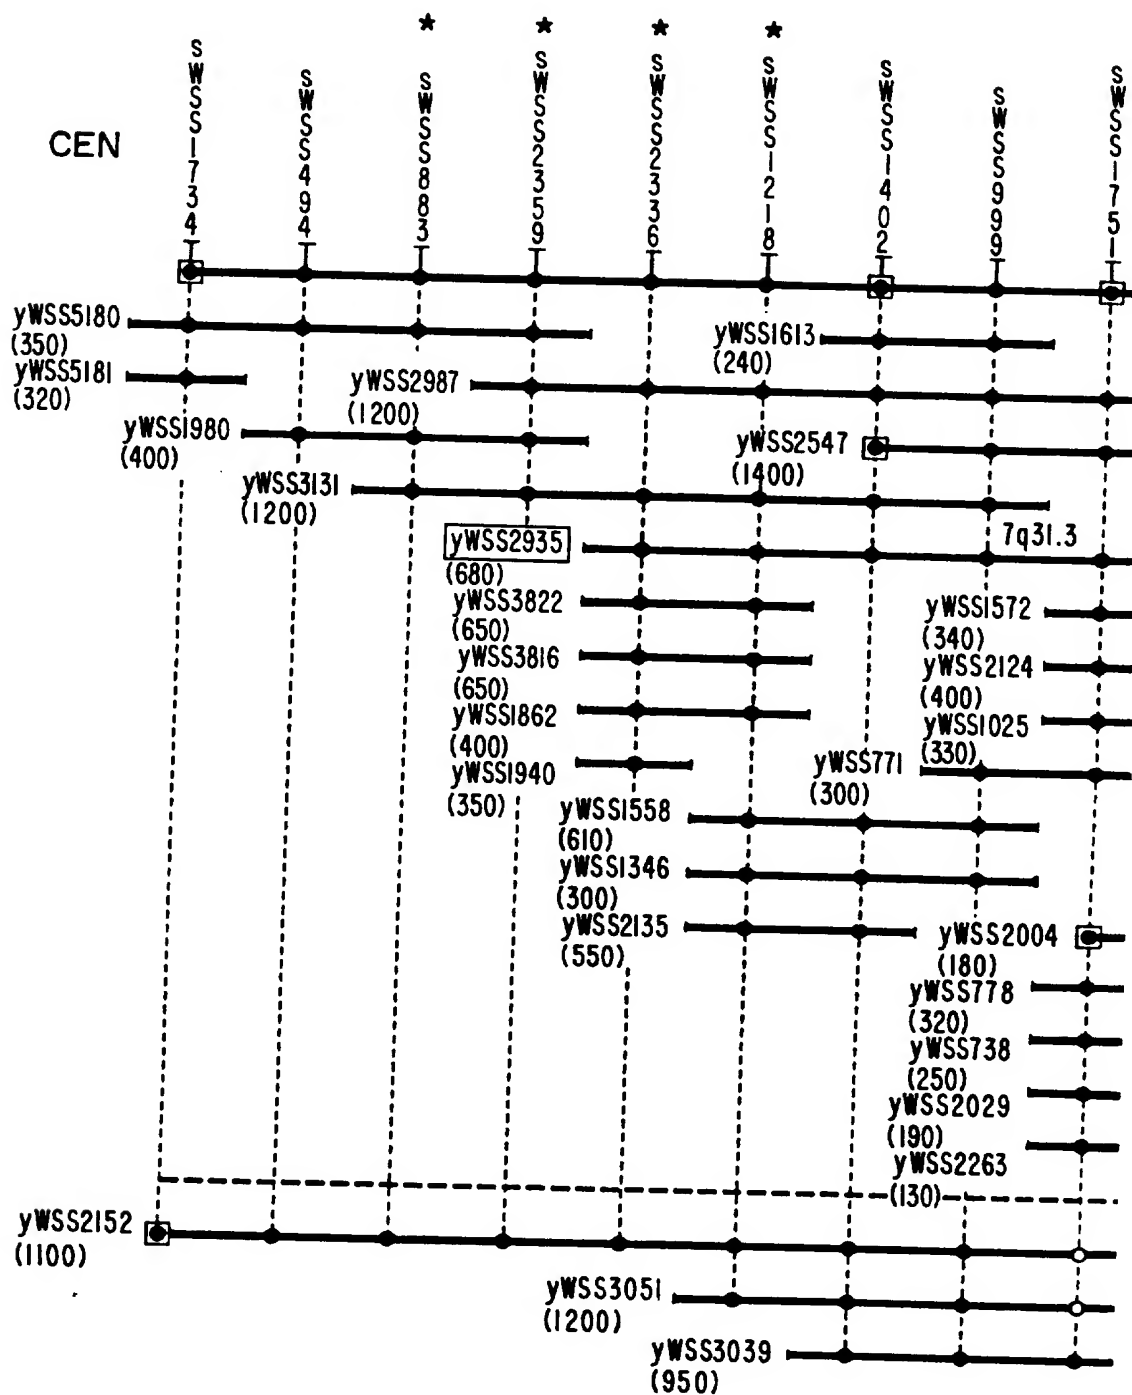 ★ ★ ★ ★
sWSS1734
sWSS494
sWSS883
sWSS2359
sWSS2336
sWSS1218
sWSS1402
sWSS999
sWSS1751
CEN
yWSS5180
(350)
yWSS1613
(240)
yWSS5181
(320)
yWSS2987
(1200)
yWSS1980
(400)
yWSS2547
(1400)
yWSS3131
(1200)
7q31.3
yWSS2935
(680)
yWSS3822
(650)
yWSS1572
(340)
yWSS3816
(650)
yWSS2124
(400)
yWSS1862
(400)
yWSS1025
(330)
yWSS1940
(350)
yWSS771
(300)
yWSS1558
(610)
yWSS1346
(300)
yWSS2135
(550)
yWSS2004
(180)
yWSS778
(320)
yWSS738
(250)
yWSS2029
(190)
yWSS2263
(130)
yWSS2152
(1100)
yWSS3051
(1200)
yWSS3039
(950)